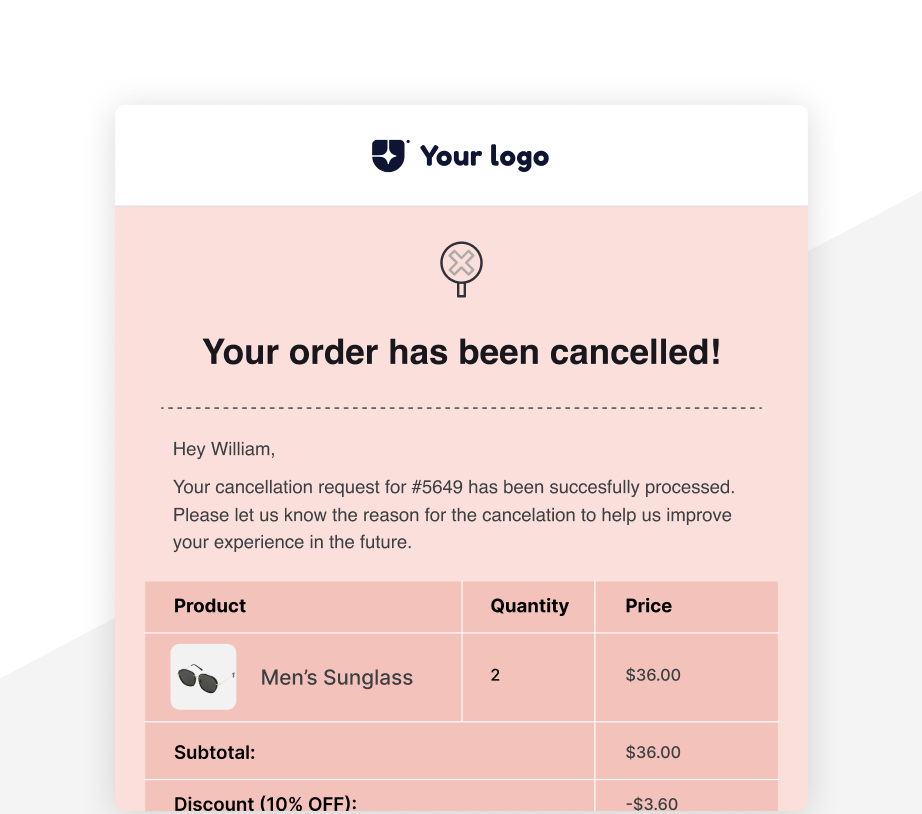 Your logo
Your order has been cancelled!
Hey William,
Your cancellation request for #5649 has been succesfully processed.
Please let us know the reason for the cancelation to help us improve
your experience in the future.
Product Quantity Price
Men’s Sunglass 2 $36.00
Subtotal: $36.00
Discount (10% OFF): -$3.60